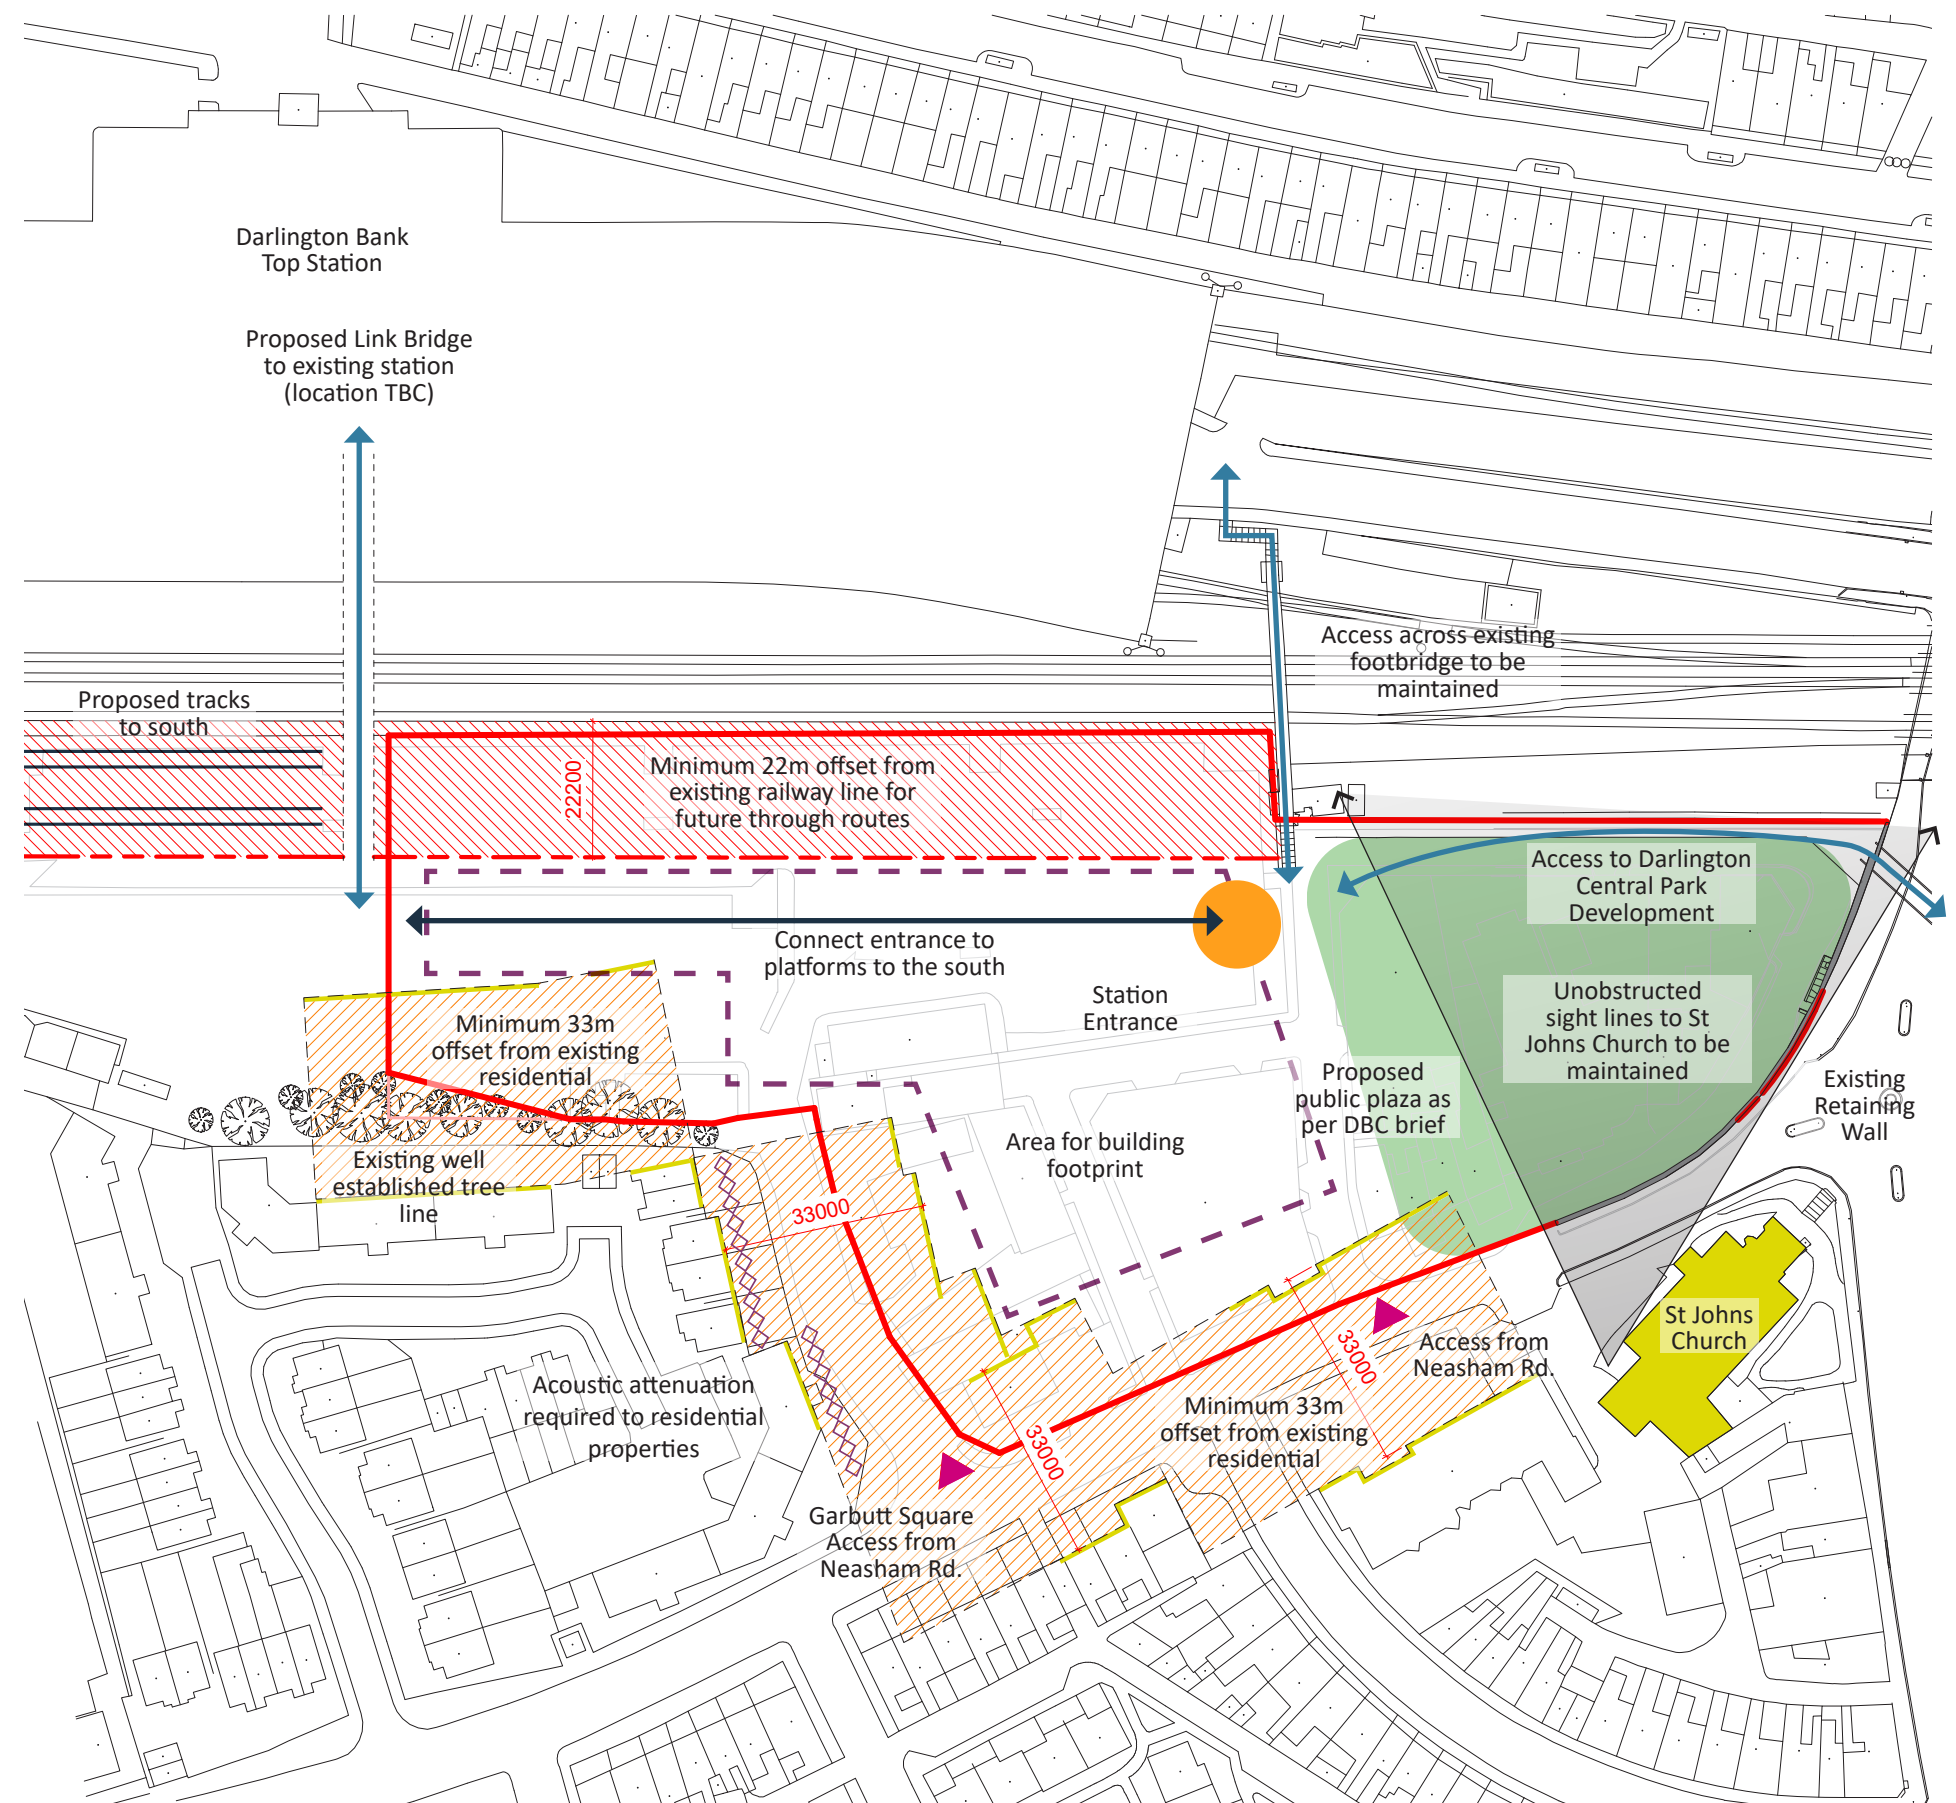 Darlington Bank
Top Station
Proposed Link Bridge
to existing station
(location TBC)
Access across existing
footbridge to be
maintained
Proposed tracks
to south
22200
Minimum 22m offset from
existing railway line for
future through routes
Access to Darlington
Central Park
Development
Connect entrance to
platforms to the south
Station
Entrance
Unobstructed
sight lines to St
Johns Church to be
maintained
Minimum 33m
offset from existing
residential
Proposed
public plaza as
per DBC brief
Existing
Retaining
Wall
Area for building
footprint
Existing well
established tree
line
33000
St Johns
Church
33000
Access from
Neasham Rd.
Acoustic attenuation
required to residential
properties
Minimum 33m
offset from existing
residential
33000
Garbutt Square
Access from
Neasham Rd.